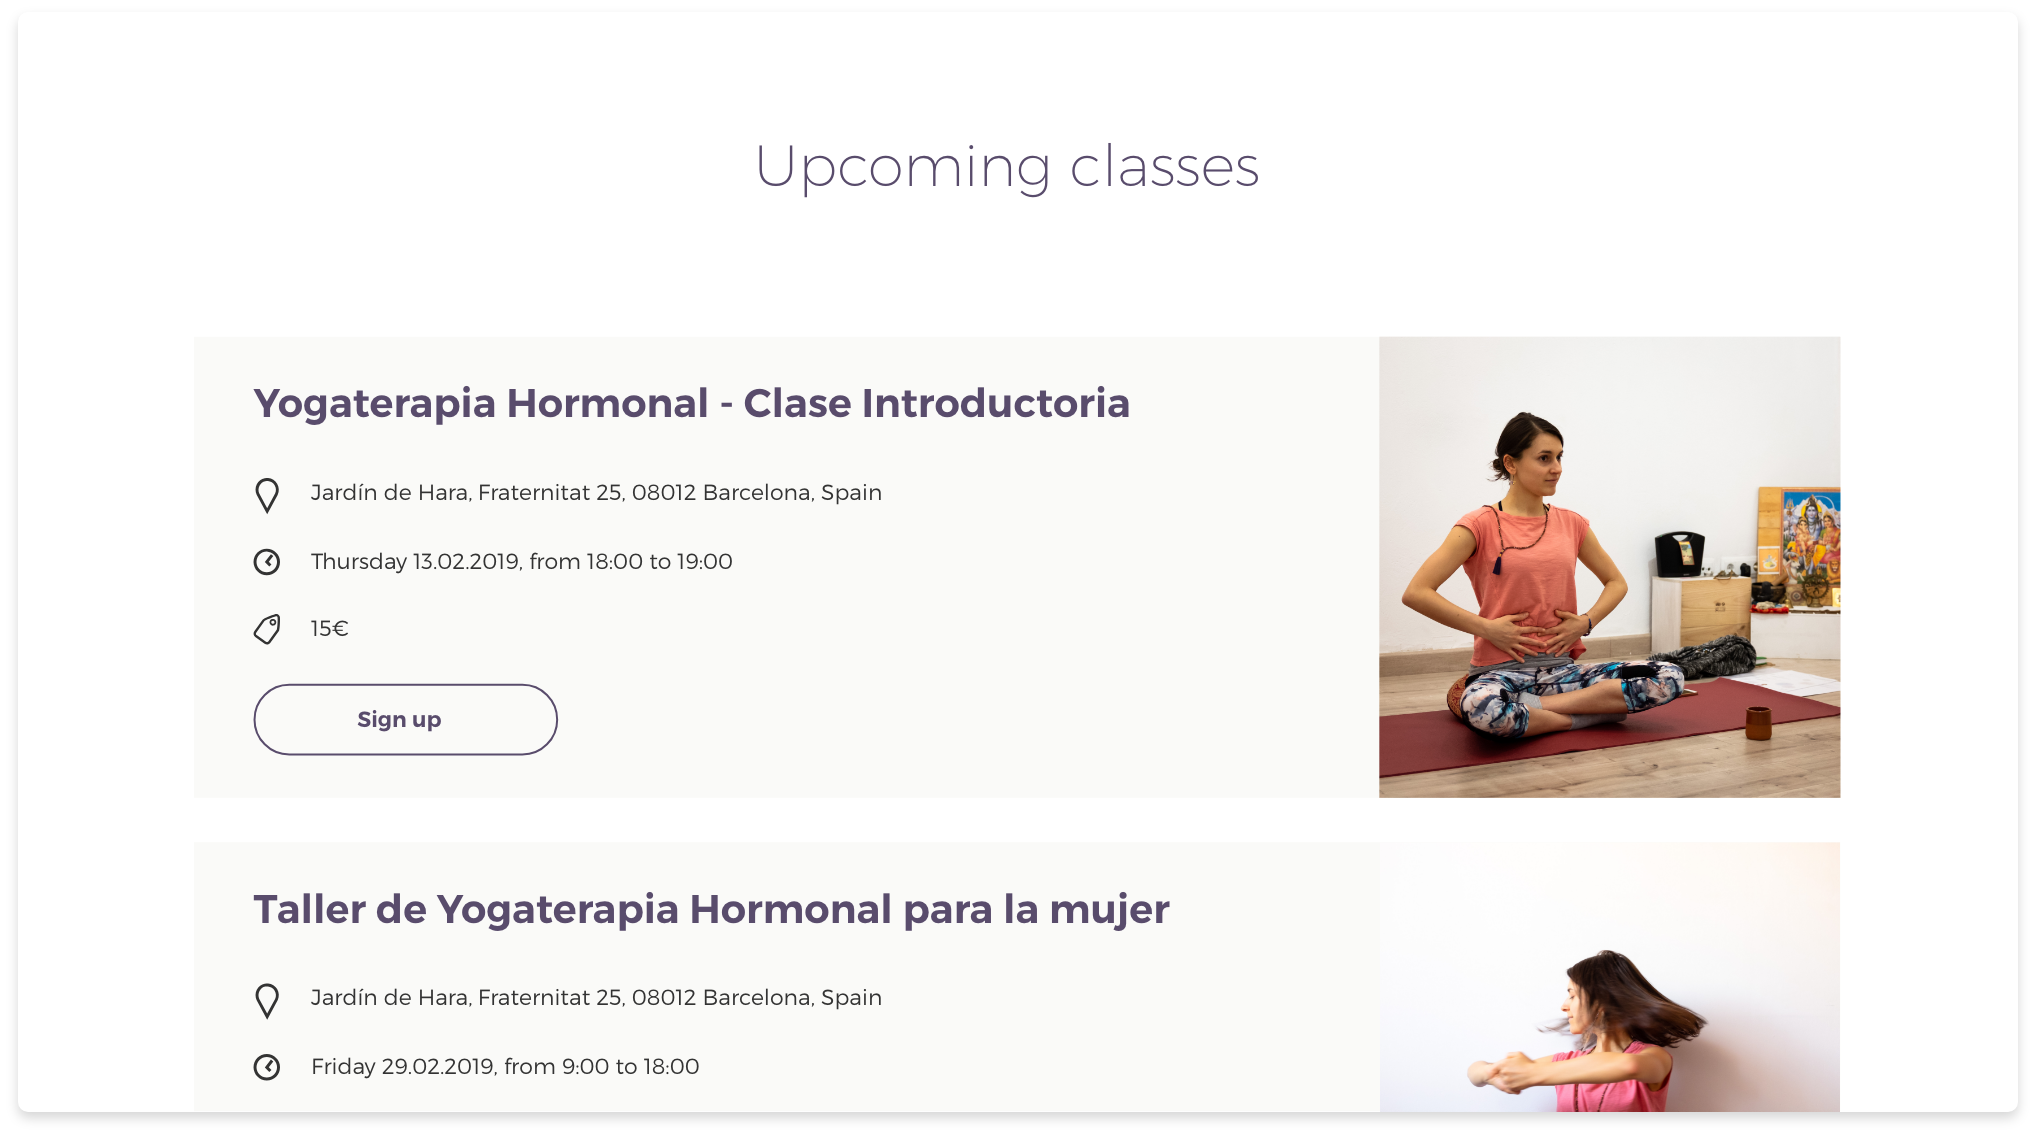 Upcoming classes
Yogaterapia Hormonal - Clase Introductoria
Jardín de Hara, Fraternitat 25, 08012 Barcelona, Spain
Thursday 13.02.2019, from 18:00 to 19:00
15€
Sign up
Taller de Yogaterapia Hormonal para la mujer
Jardín de Hara, Fraternitat 25, 08012 Barcelona, Spain
Friday 29.02.2019, from 9:00 to 18:00